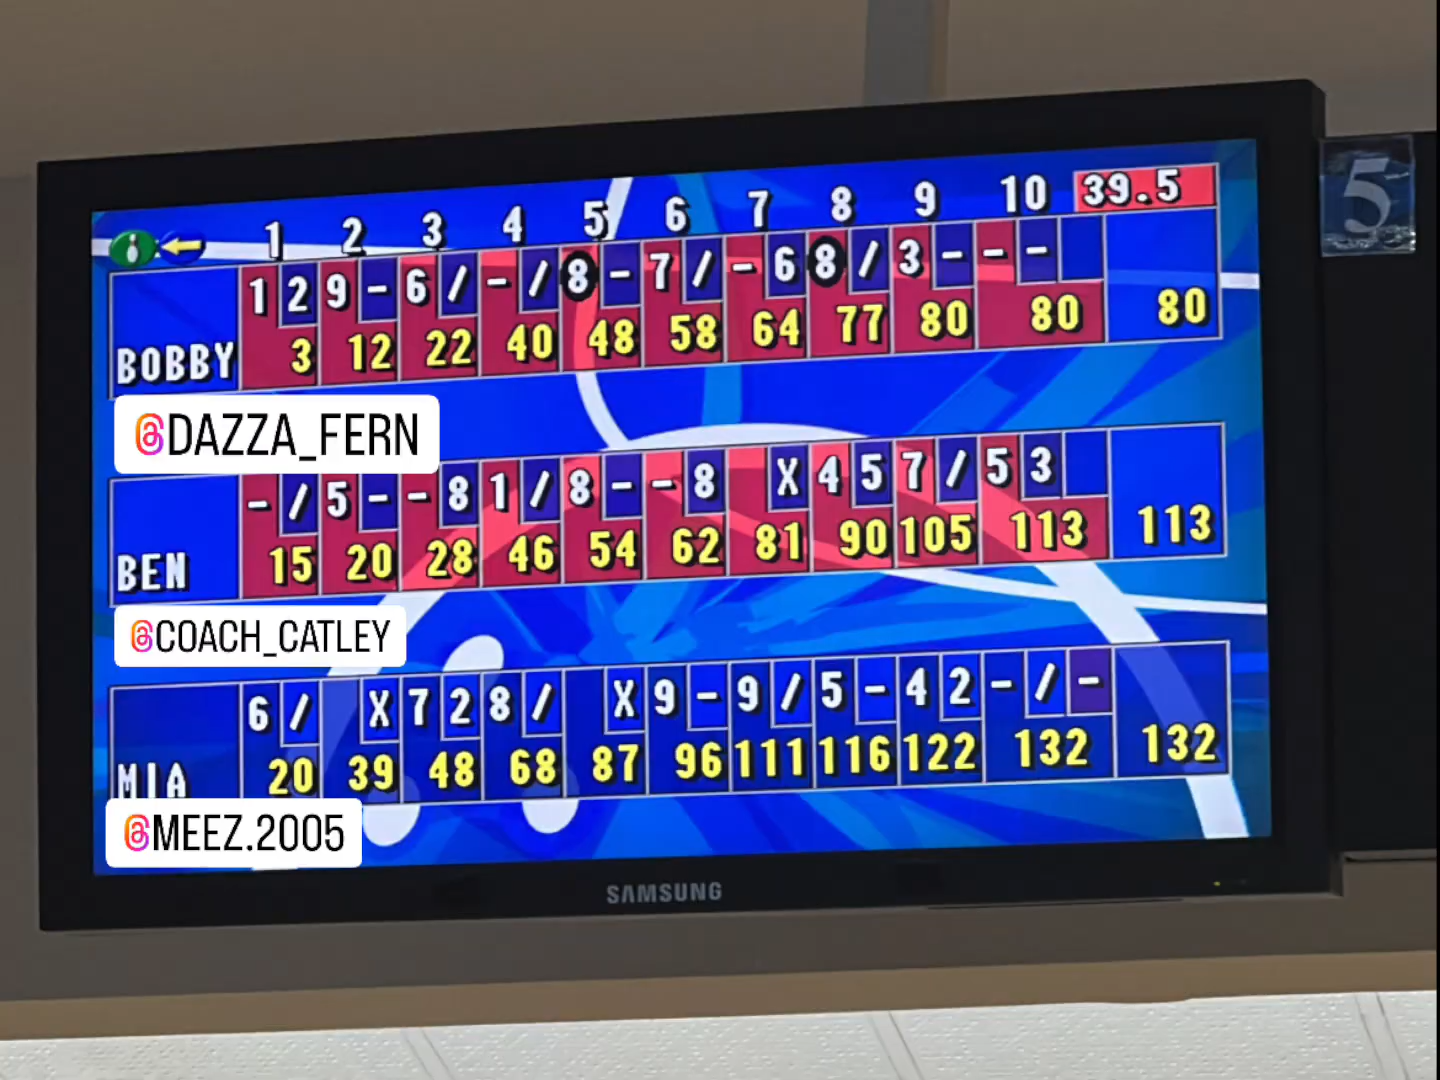 1 2 3 4 5 6 7 8 9 10 39.5
5
1 2 9 - 6 / - / 8 - 7 / - 6 8 / 3 - - -
BOBBY 3 12 22 40 48 58 64 77 80 80 80
@DAZZA_FERN
- / 5 - - 8 1 / 8 - - 8 X 4 5 7 / 5 3
BEN 15 20 28 46 54 62 81 90 105 113 113
@COACH_CATLEY
6 / X 7 2 8 / X 9 - 9 / 5 - 4 2 - / -
MIA 20 39 48 68 87 96 111 116 122 132 132
@MEEZ.2005
SAMSUNG